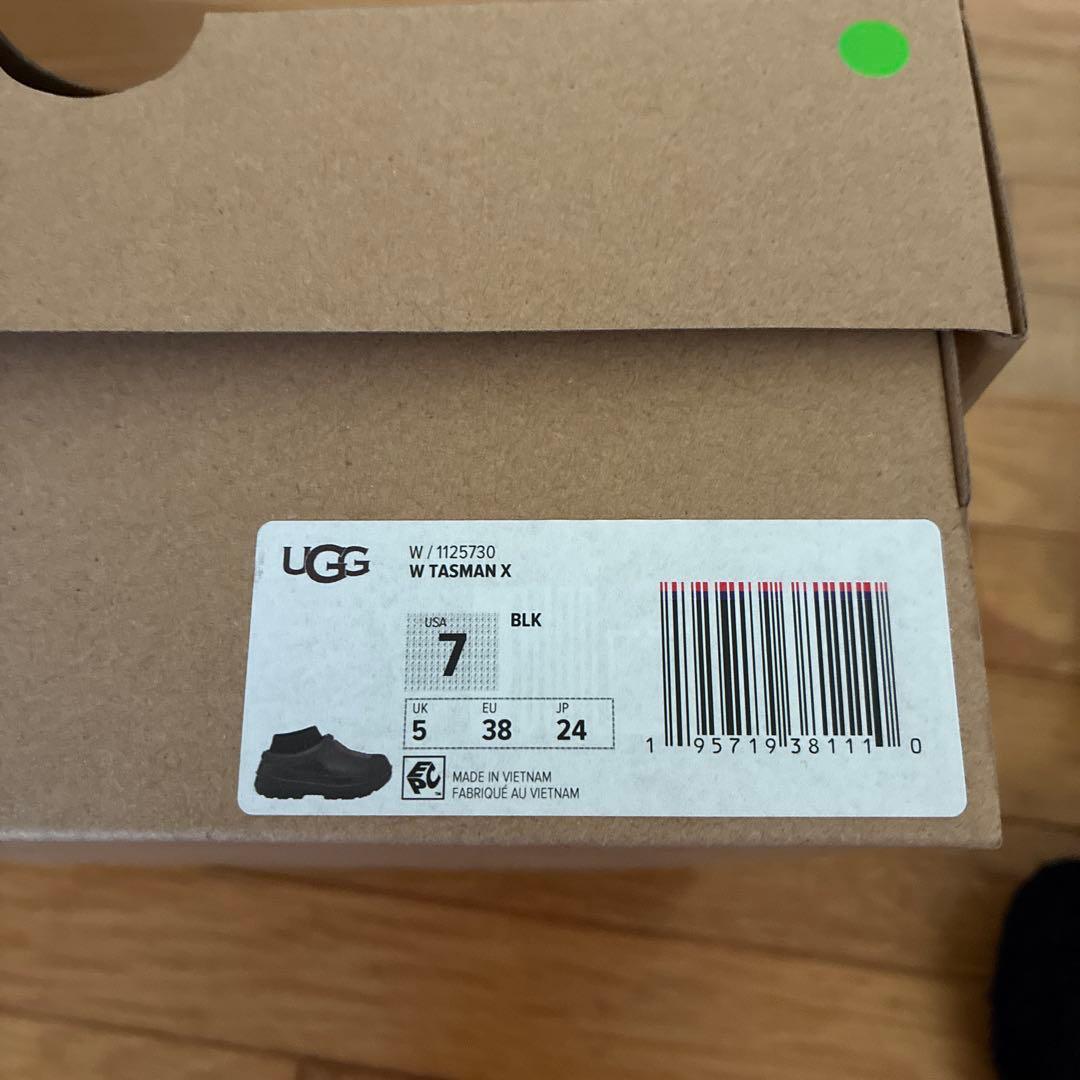 UGG
W / 1125730
W TASMAN X
USA
7
BLK
UK EU JP
5 38 24
EPC™
MADE IN VIETNAM
FABRIQUÉ AU VIETNAM
1 95719 38111 0